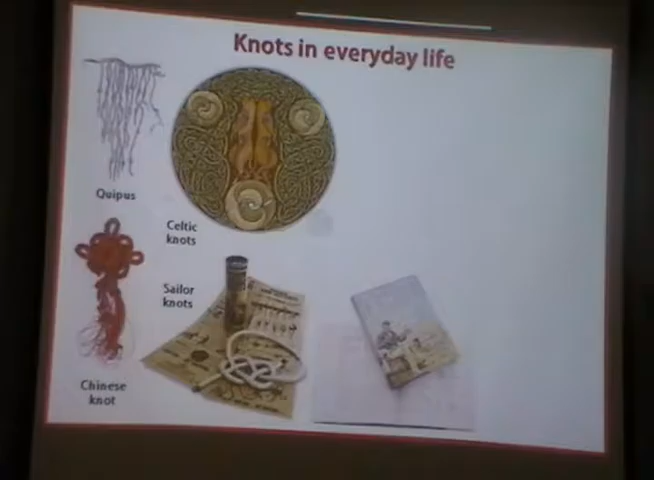 Knots in everyday life
Quipus
Celtic
knots
Sailor
knots
Chinese
knot